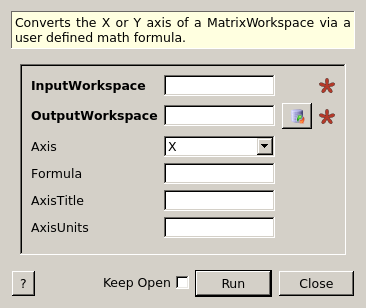 Converts the X or Y axis of a MatrixWorkspace via a
user defined math formula.
InputWorkspace
OutputWorkspace
Axis X
Formula
AxisTitle
AxisUnits
? Keep Open Run Close